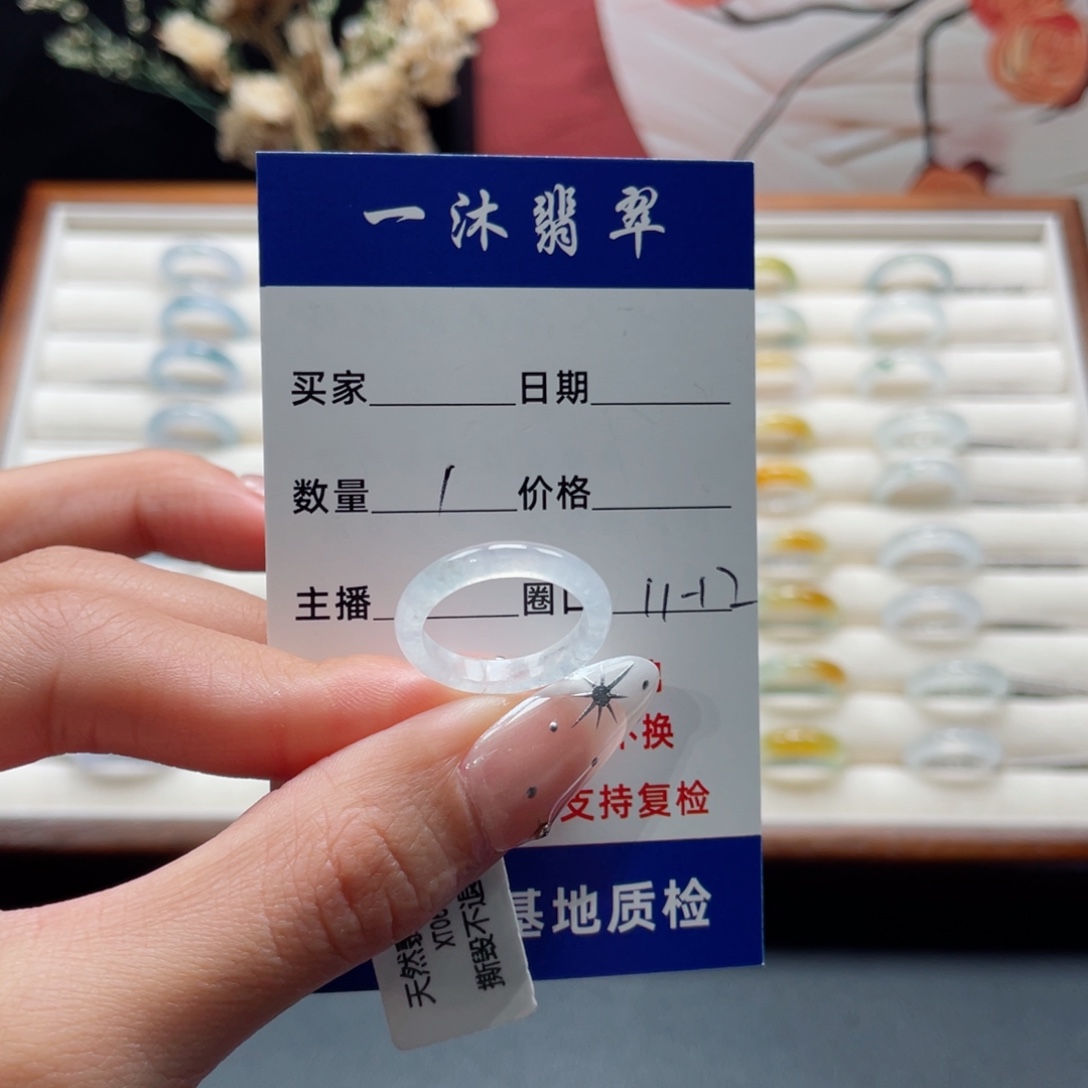 一沐翡翠
买家 日期
数量 1 价格
主播 圈 11-12
换
支持复检
基地质检
天然
XT00
撕毁不退